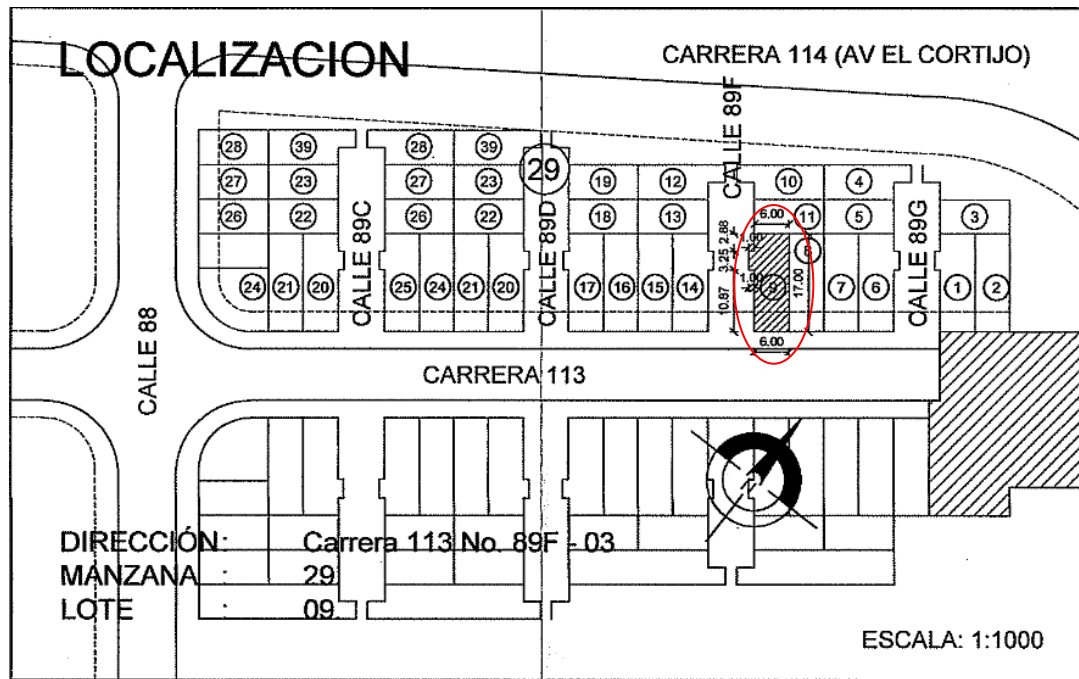 LOCALIZACION
CARRERA 114 (AV EL CORTIJO)
CALLE 89F
28 39 28 39
29
27 23 27 23 19 12 10 4
26 22 26 22 18 13 11 5 3
6.00
1.00
2.88
3.25
1.00
10.87
17.00
8
24 21 20 25 24 21 20 17 16 15 14 9 7 6 1 2
6.00
CALLE 89C
CALLE 89D
CALLE 89G
CALLE 88
CARRERA 113
N
DIRECCIÓN : Carrera 113 No. 89F - 03
MANZANA : 29
LOTE : 09
ESCALA: 1:1000